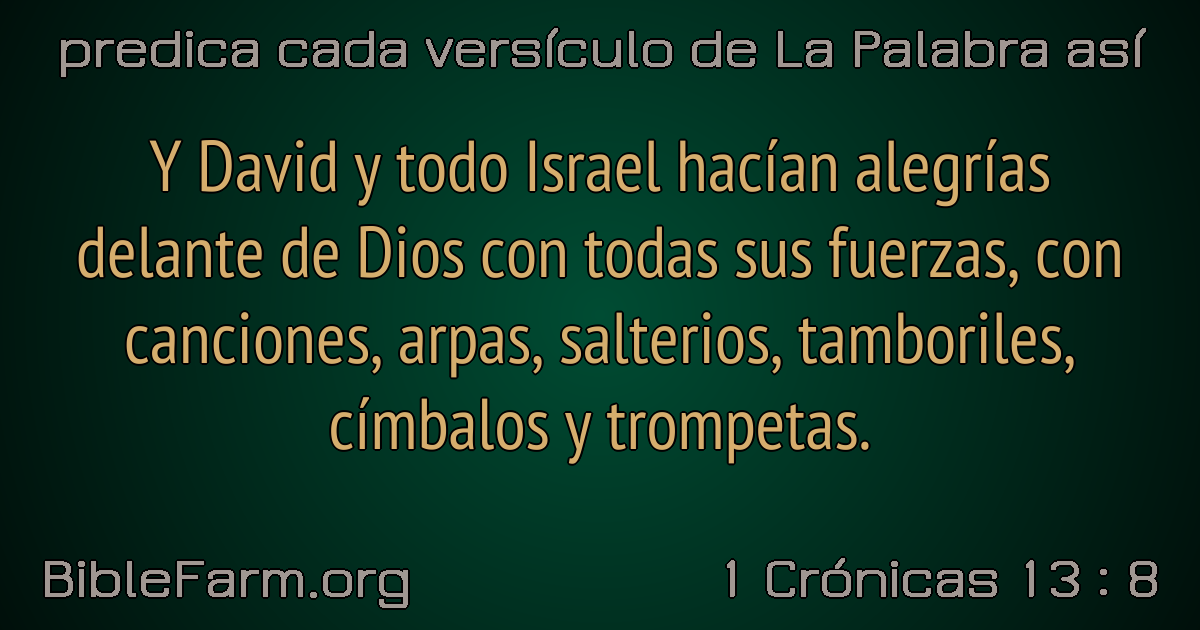 predica cada versículo de La Palabra así
Y David y todo Israel hacían alegrías
delante de Dios con todas sus fuerzas, con
canciones, arpas, salterios, tamboriles,
címbalos y trompetas.
BibleFarm.org
1 Crónicas 13 : 8